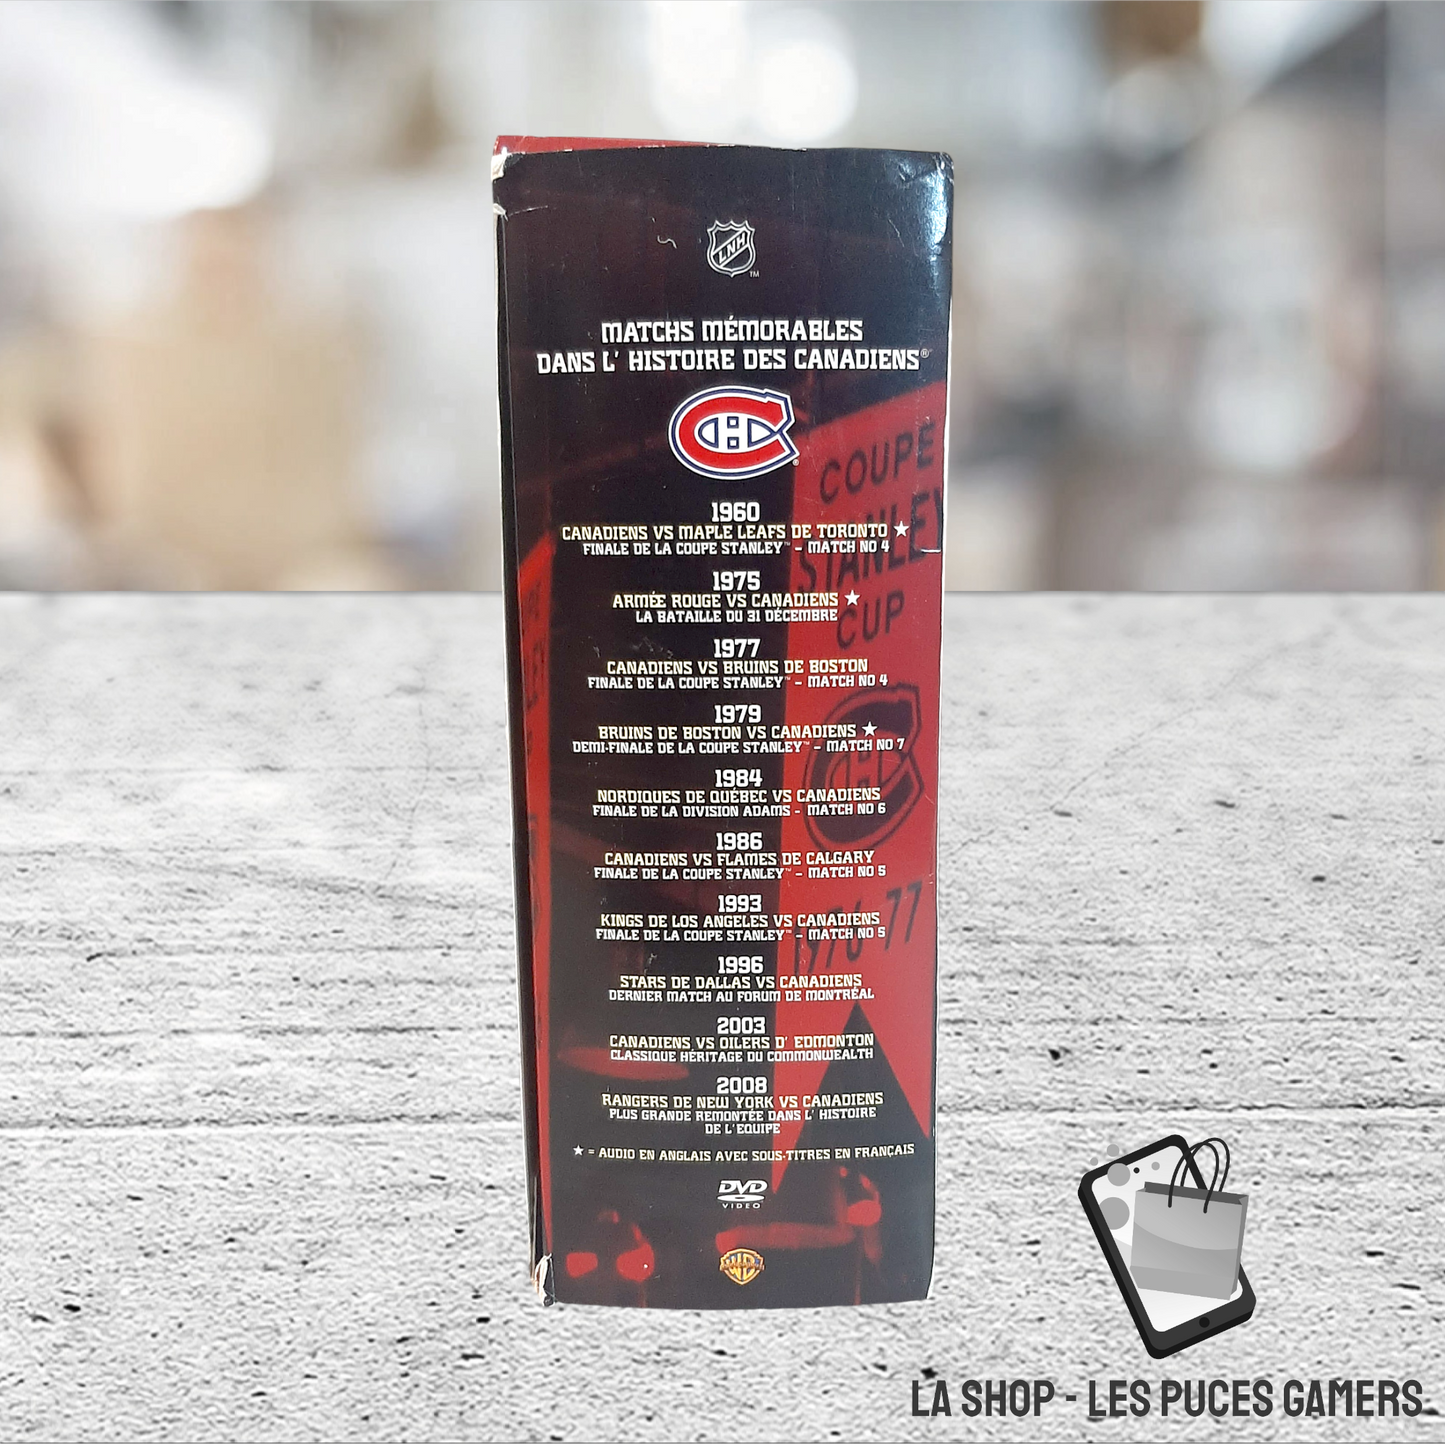 LNH
TM
MATCHS MÉMORABLES
DANS L' HISTOIRE DES CANADIENS®
CH
®
COUPE
STANLEY
CUP
1976-77
1960
CANADIENS VS MAPLE LEAFS DE TORONTO ★
FINALE DE LA COUPE STANLEY™ - MATCH NO 4
1975
ARMÉE ROUGE VS CANADIENS ★
LA BATAILLE DU 31 DÉCEMBRE
1977
CANADIENS VS BRUINS DE BOSTON
FINALE DE LA COUPE STANLEY™ - MATCH NO 4
1979
BRUINS DE BOSTON VS CANADIENS ★
DEMI-FINALE DE LA COUPE STANLEY™ - MATCH NO 7
1984
NORDIQUES DE QUÉBEC VS CANADIENS
FINALE DE LA DIVISION ADAMS - MATCH NO 6
1986
CANADIENS VS FLAMES DE CALGARY
FINALE DE LA COUPE STANLEY™ - MATCH NO 5
1993
KINGS DE LOS ANGELES VS CANADIENS
FINALE DE LA COUPE STANLEY™ - MATCH NO 5
1996
STARS DE DALLAS VS CANADIENS
DERNIER MATCH AU FORUM DE MONTRÉAL
2003
CANADIENS VS OILERS D' EDMONTON
CLASSIQUE HÉRITAGE DU COMMONWEALTH
2008
RANGERS DE NEW YORK VS CANADIENS
PLUS GRANDE REMONTÉE DANS L' HISTOIRE
DE L'EQUIPE
★ = AUDIO EN ANGLAIS AVEC SOUS-TITRES EN FRANÇAIS
DVD
VIDEO
WB
LA SHOP - LES PUCES GAMERS